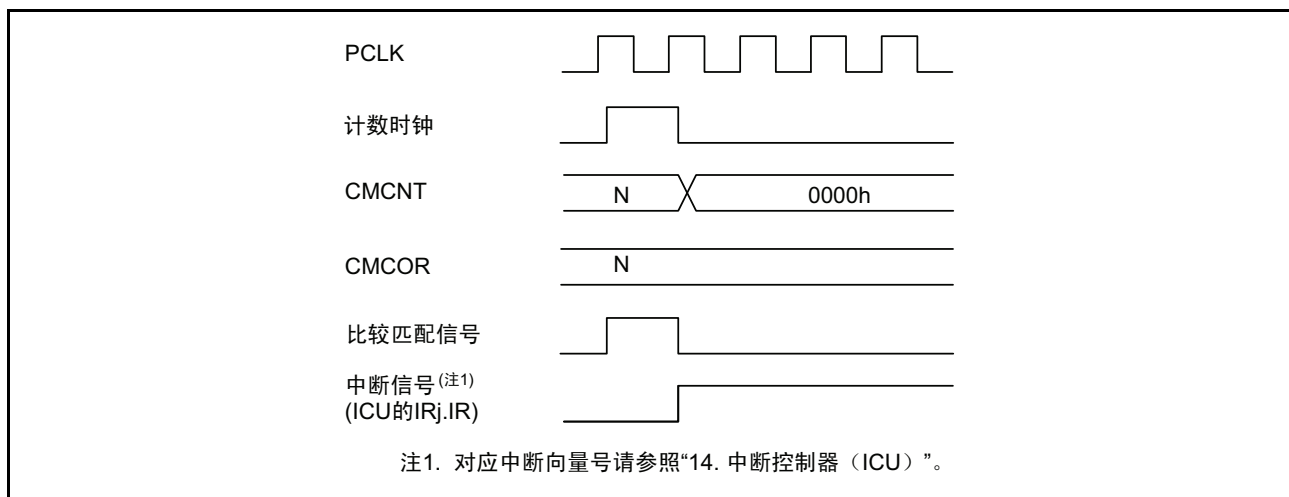 PCLK
计数时钟
CMCNT N 0000h
CMCOR N
比较匹配信号
中断信号(注1)
(ICU的IRj.IR)
注1. 对应中断向量号请参照“14. 中断控制器（ICU）”。